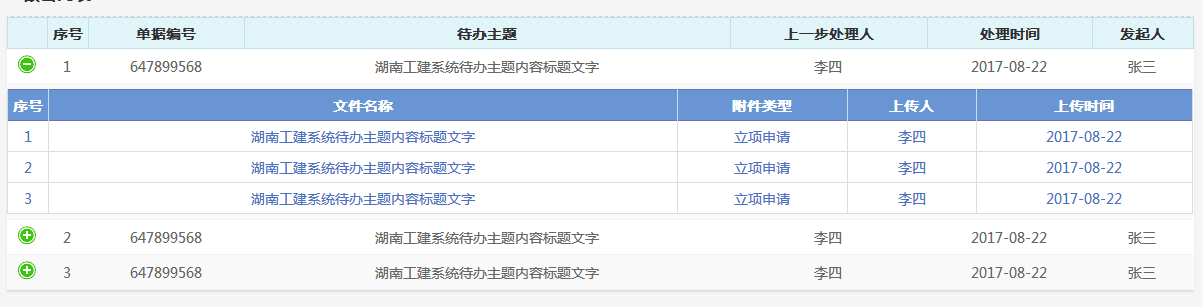 序号 单据编号 待办主题 上一步处理人 处理时间 发起人
1 647899568 湖南工建系统待办主题内容标题文字 李四 2017-08-22 张三
序号 文件名称 附件类型 上传人 上传时间
1 湖南工建系统待办主题内容标题文字 立项申请 李四 2017-08-22
2 湖南工建系统待办主题内容标题文字 立项申请 李四 2017-08-22
3 湖南工建系统待办主题内容标题文字 立项申请 李四 2017-08-22
2 647899568 湖南工建系统待办主题内容标题文字 李四 2017-08-22 张三
3 647899568 湖南工建系统待办主题内容标题文字 李四 2017-08-22 张三